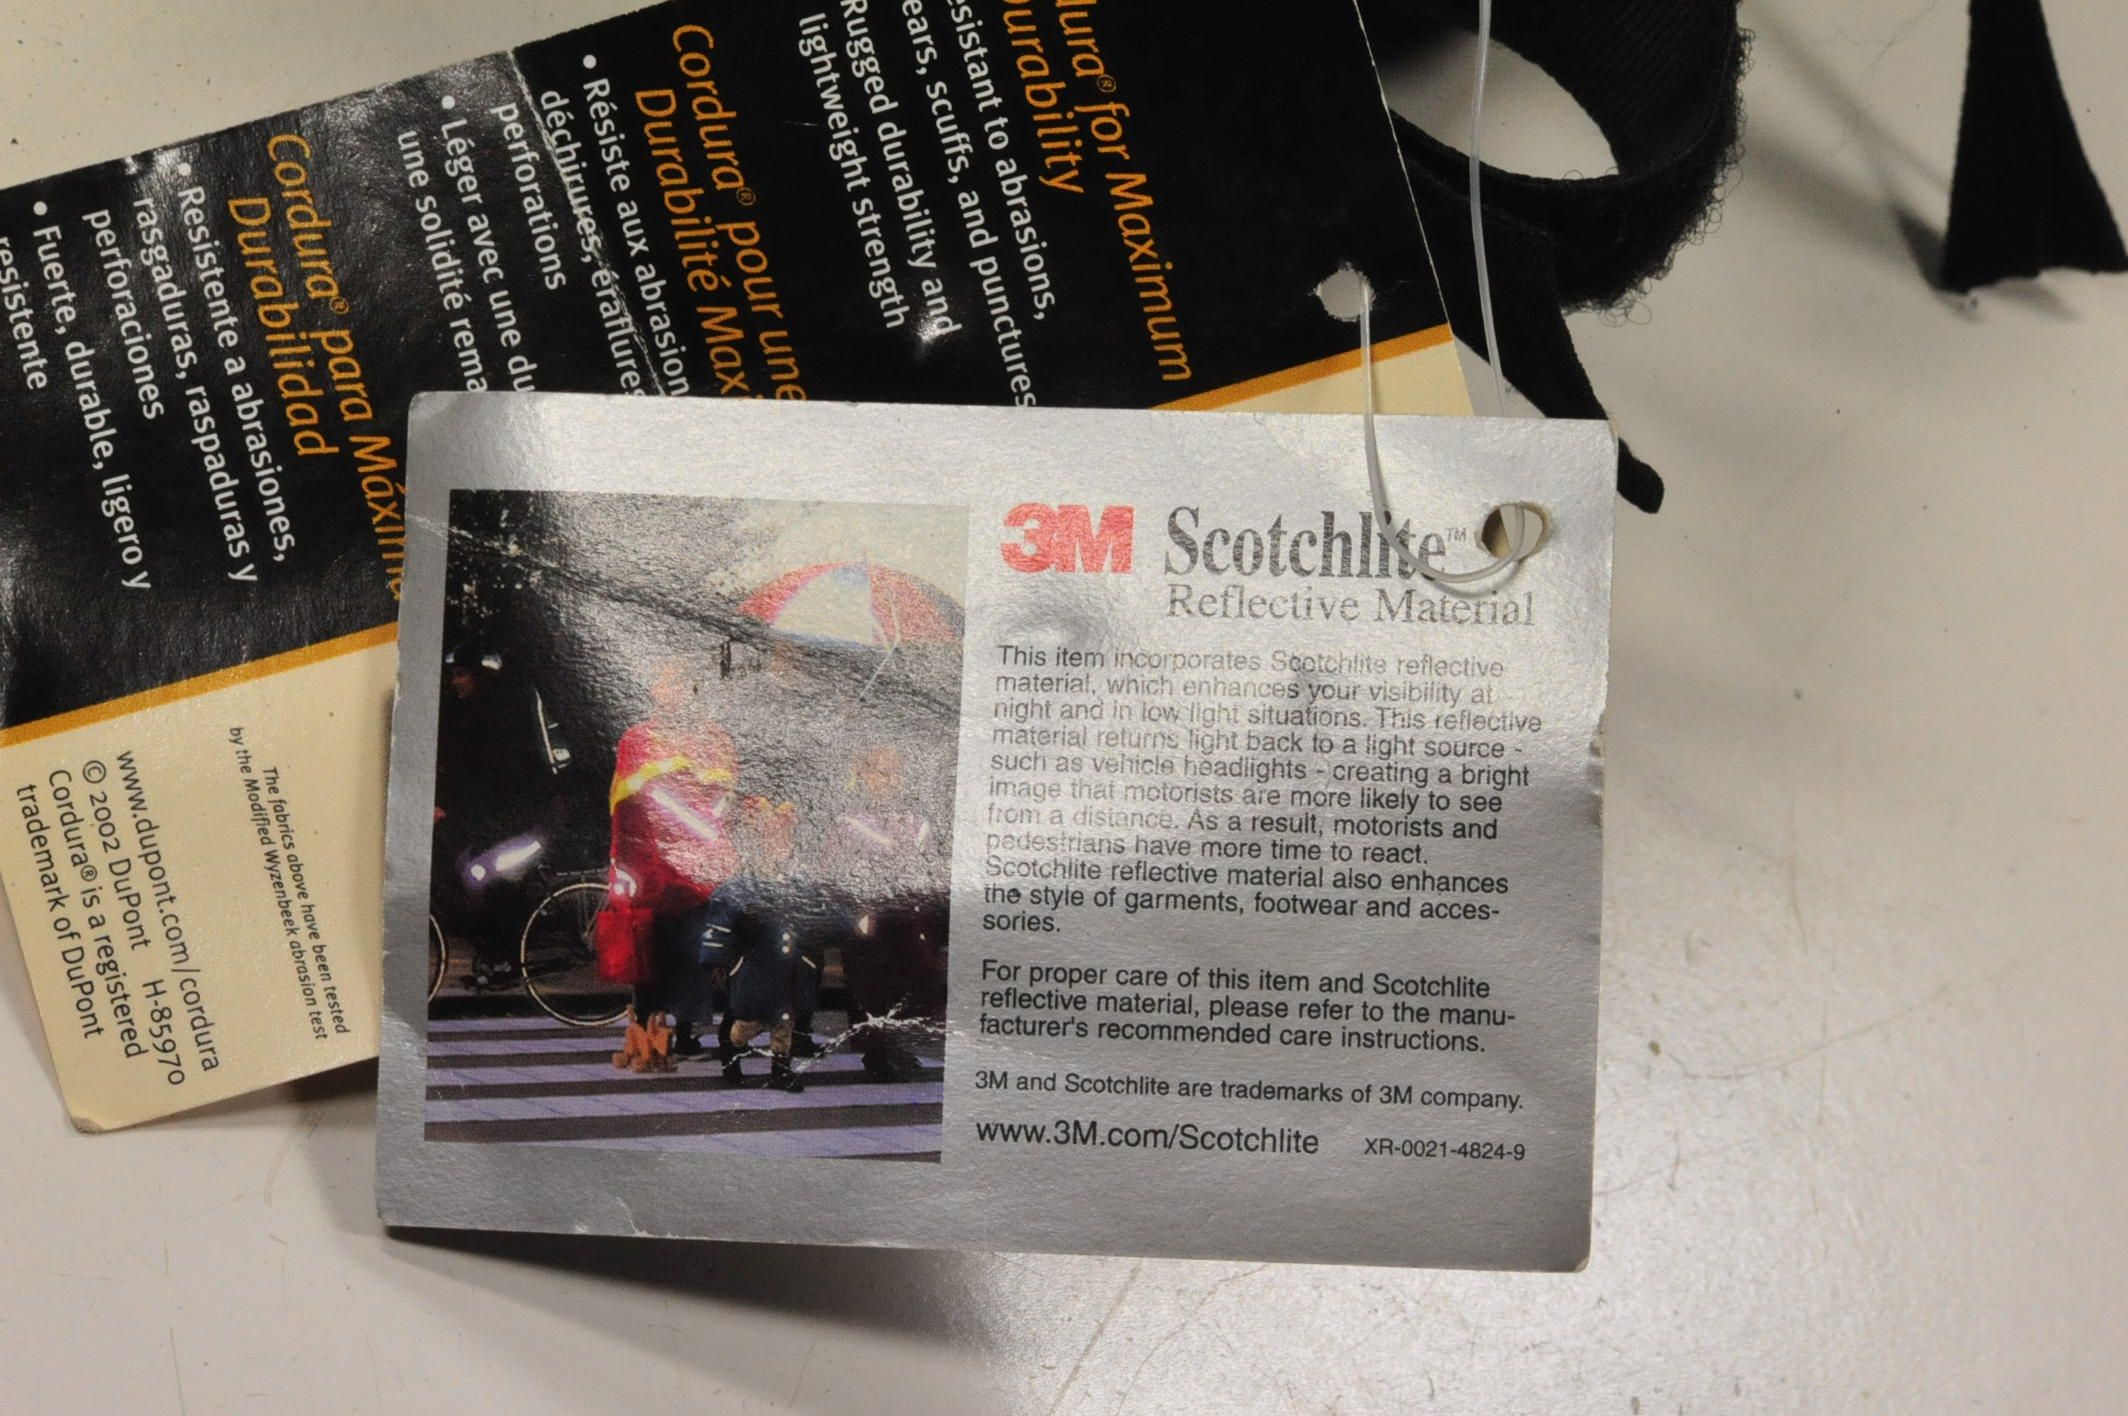 dura® for Maximum
Durability
esistant to abrasions,
ears, scuffs, and punctures
Rugged durability and
lightweight strength
Cordura® pour une
Durabilité Maxi
• Résiste aux abrasion
déchirures, éraflures
perforations
• Léger avec une du
une solidité rema
Cordura® para Máxima
Durabilidad
• Resistente a abrasiones,
rasgaduras, raspaduras y
perforaciones
• Fuerte, durable, ligero y
resistente
The fabrics above have been tested
by the Modified Wyzenbeek abrasion test
www.dupont.com/cordura
© 2002 DuPont H-85970
Cordura® is a registered
trademark of DuPont
3M Scotchlite™
Reflective Material
This item incorporates Scotchlite reflective
material, which enhances your visibility at
night and in low light situations. This reflective
material returns light back to a light source -
such as vehicle headlights - creating a bright
image that motorists are more likely to see
from a distance. As a result, motorists and
pedestrians have more time to react.
Scotchlite reflective material also enhances
the style of garments, footwear and acces-
sories.
For proper care of this item and Scotchlite
reflective material, please refer to the manu-
facturer's recommended care instructions.
3M and Scotchlite are trademarks of 3M company.
www.3M.com/Scotchlite XR-0021-4824-9